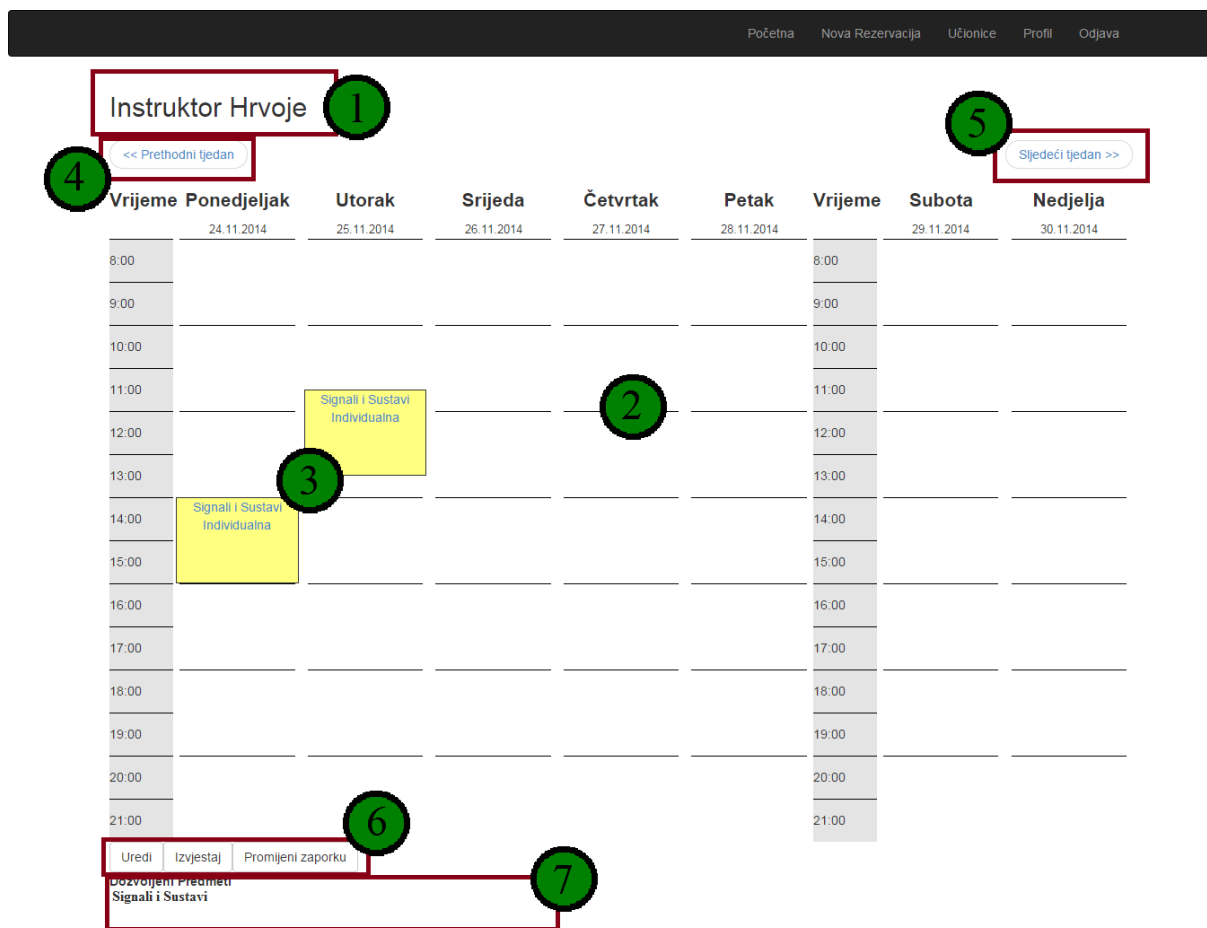 Početna Nova Rezervacija Učionice Profil Odjava
Instruktor Hrvoje
1
5
<< Prethodni tjedan
Sljedeći tjedan >>
4
Vrijeme Ponedjeljak Utorak Srijeda Četvrtak Petak Vrijeme Subota Nedjelja
24.11.2014 25.11.2014 26.11.2014 27.11.2014 28.11.2014 29.11.2014 30.11.2014
8:00 8:00
9:00 9:00
10:00 10:00
11:00 11:00
Signali i Sustavi
Individualna
2
12:00 12:00
13:00 13:00
3
Signali i Sustavi
Individualna
14:00 14:00
15:00 15:00
16:00 16:00
17:00 17:00
18:00 18:00
19:00 19:00
20:00 20:00
21:00 21:00
6
Uredi Izvjestaj Promijeni zaporku
7
Dozvoljeni Predmeti
Signali i Sustavi